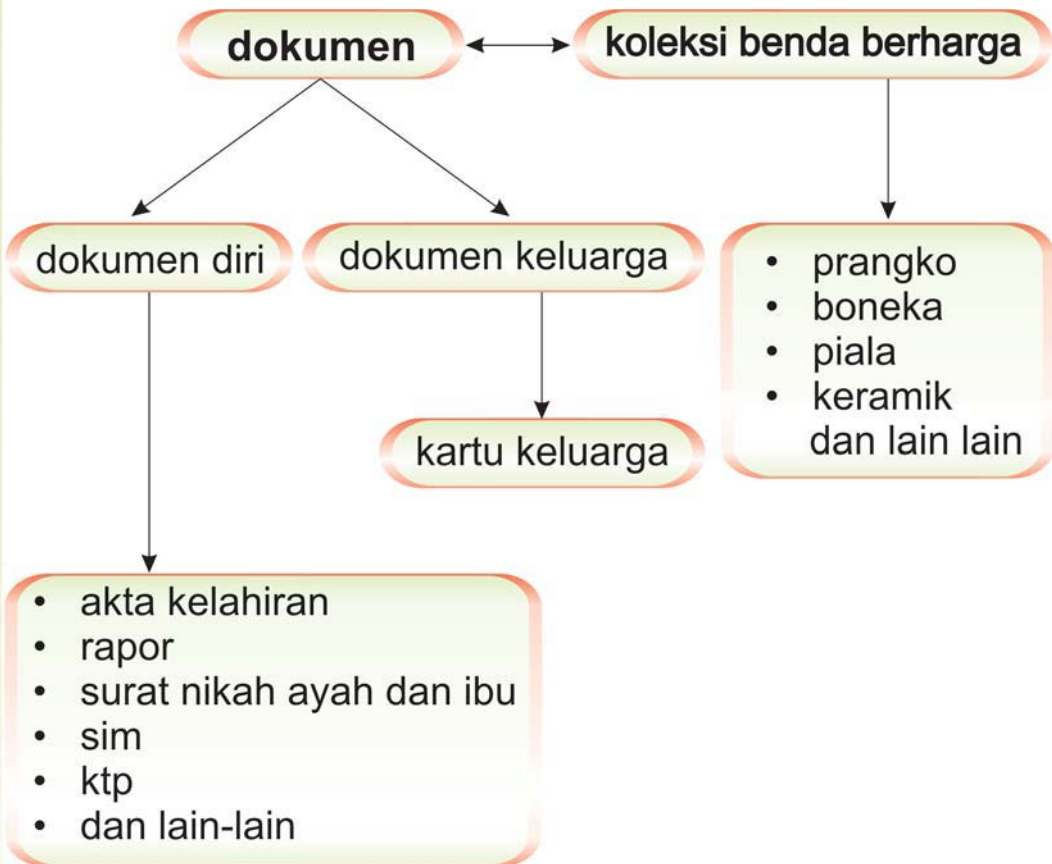 dokumen
koleksi benda berharga
dokumen diri
dokumen keluarga
• prangko
• boneka
• piala
• keramik
dan lain lain
kartu keluarga
• akta kelahiran
• rapor
• surat nikah ayah dan ibu
• sim
• ktp
• dan lain-lain